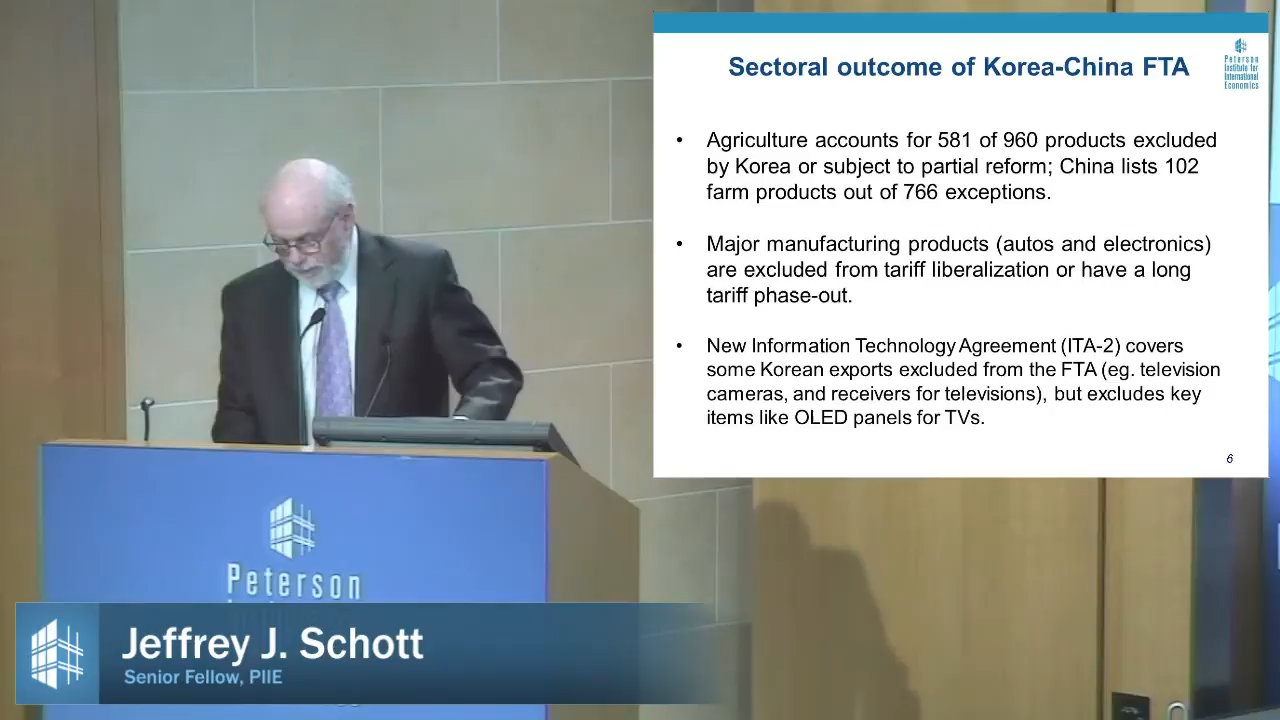 Sectoral outcome of Korea-China FTA
Peterson
Institute for
International
Economics
• Agriculture accounts for 581 of 960 products excluded
by Korea or subject to partial reform; China lists 102
farm products out of 766 exceptions.
• Major manufacturing products (autos and electronics)
are excluded from tariff liberalization or have a long
tariff phase-out.
• New Information Technology Agreement (ITA-2) covers
some Korean exports excluded from the FTA (eg. television
cameras, and receivers for televisions), but excludes key
items like OLED panels for TVs.
6
Peterson
Jeffrey J. Schott
Senior Fellow, PIIE